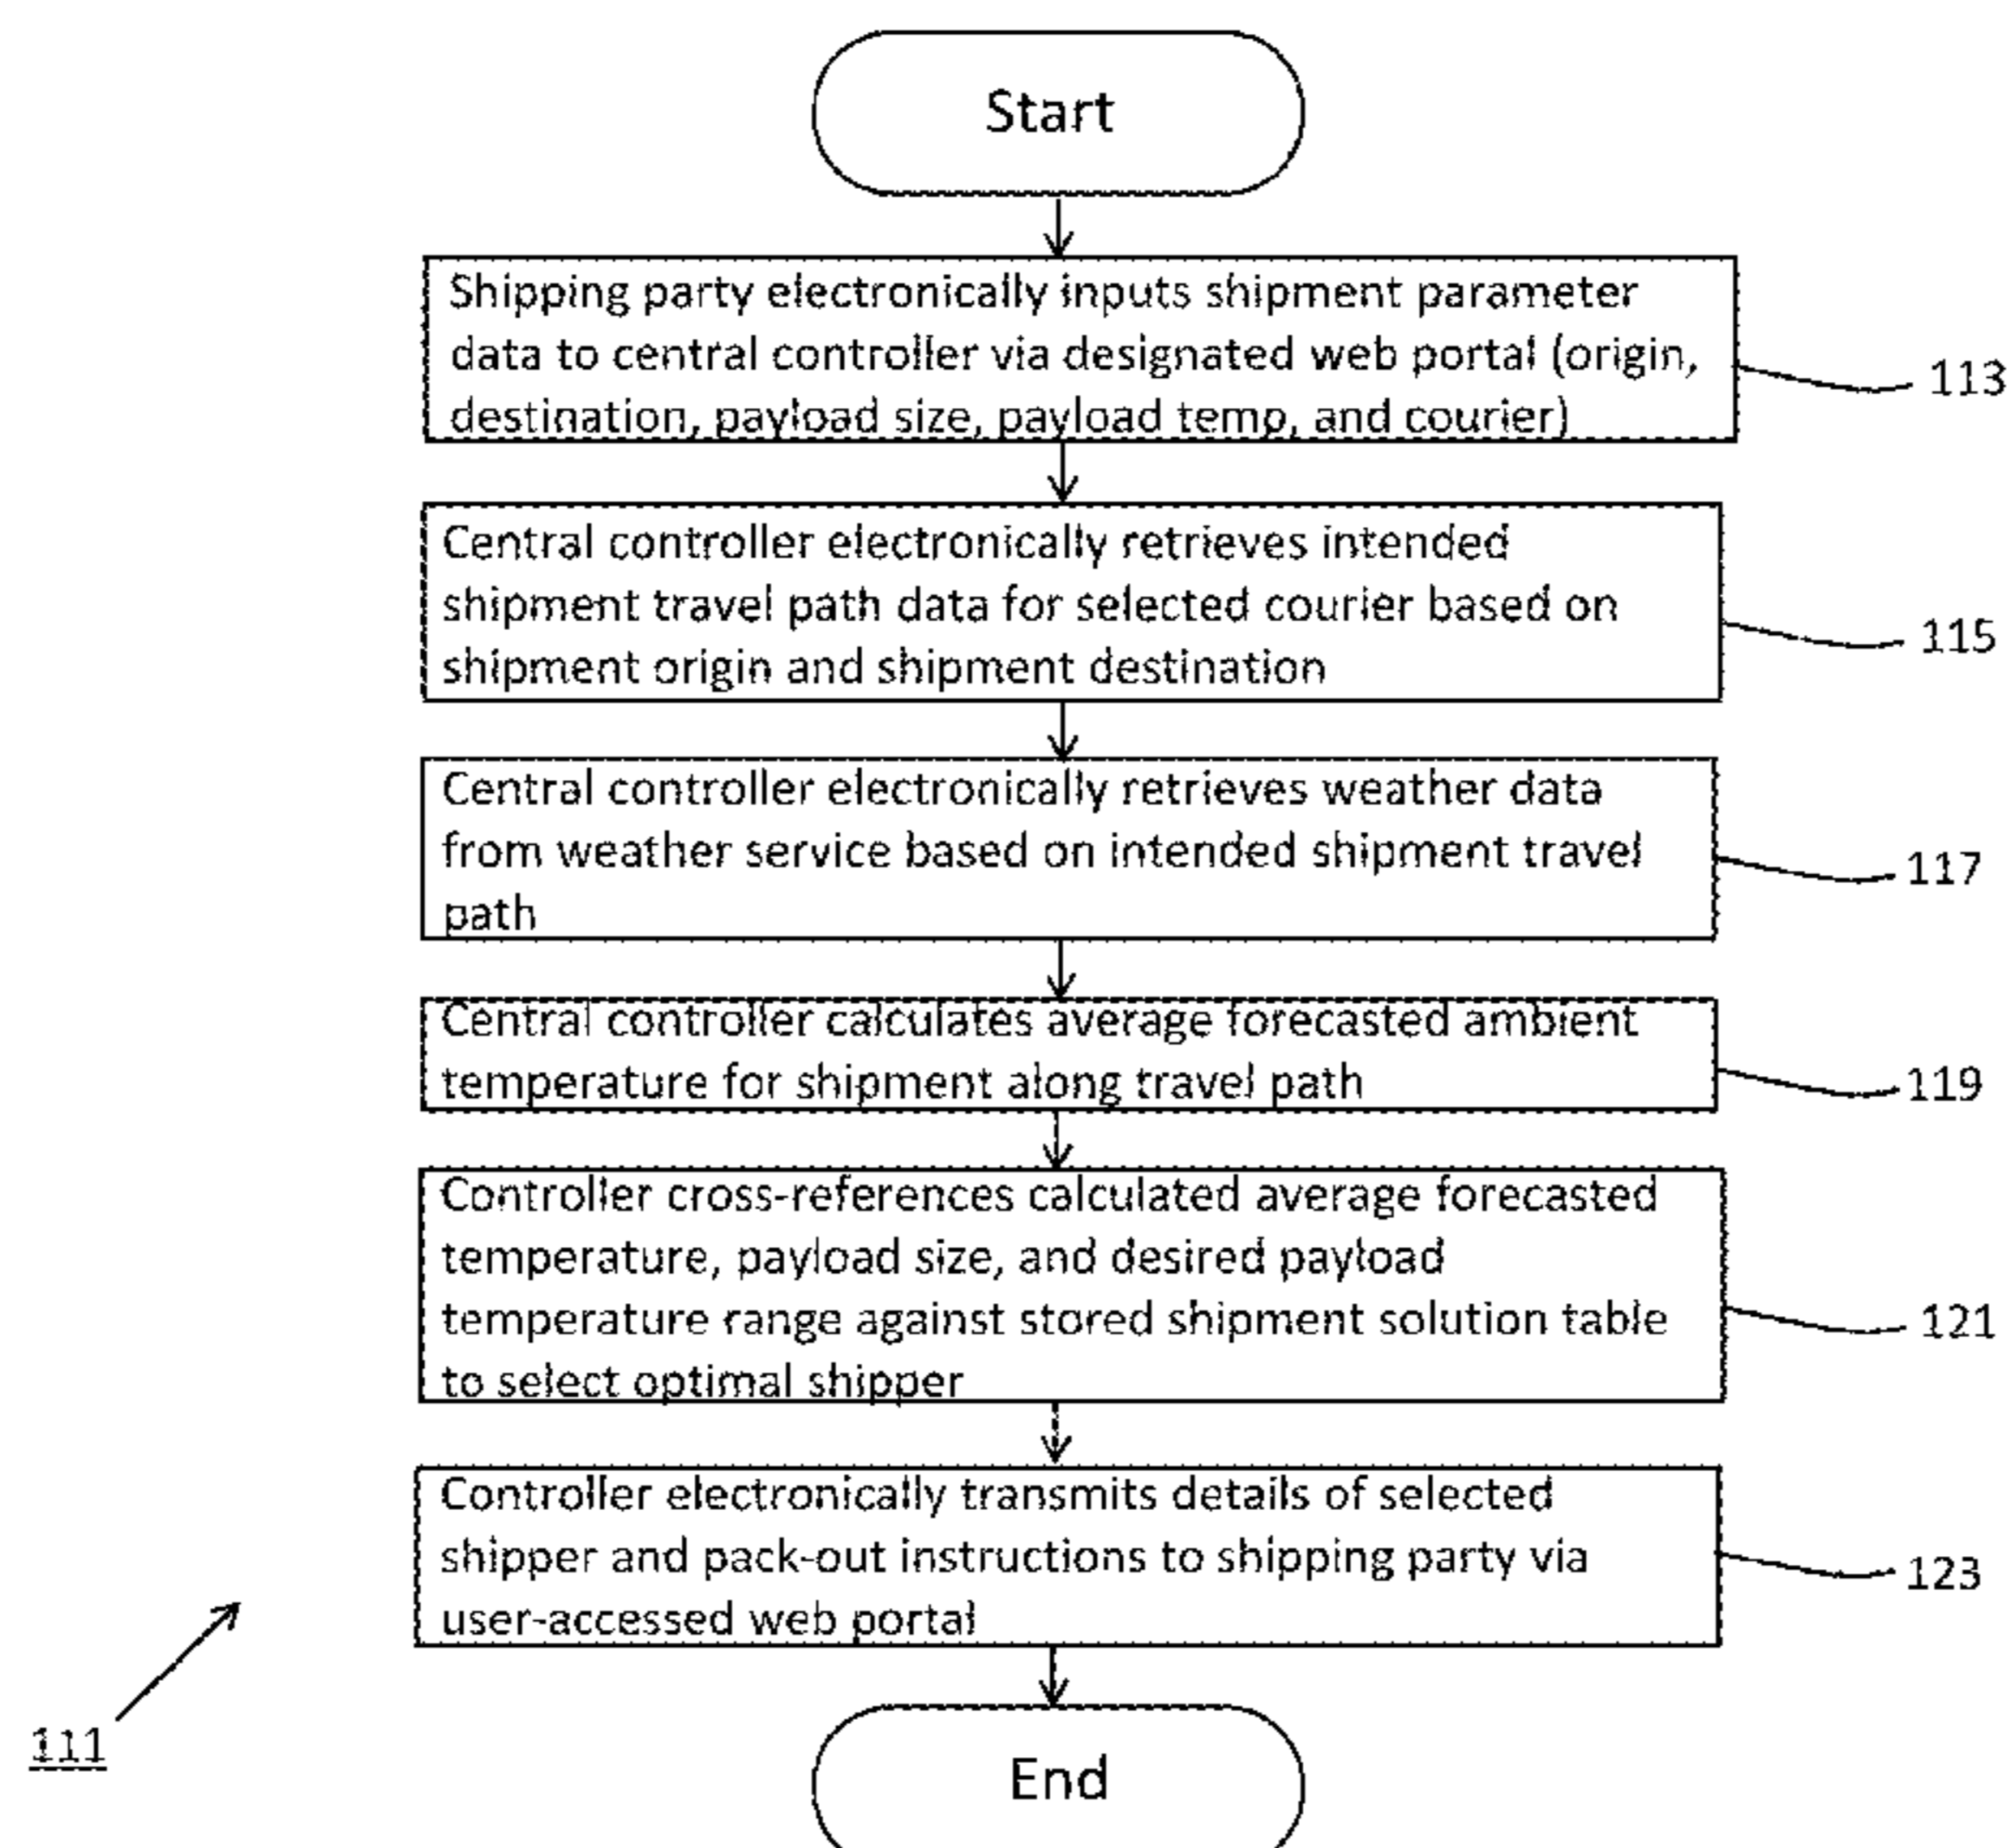 Start
Shipping party electronically inputs shipment parameter
data to central controller via designated web portal (origin,
destination, payload size, payload temp, and courier)
113
Central controller electronically retrieves intended
shipment travel path data for selected courier based on
shipment origin and shipment destination
115
Central controller electronically retrieves weather data
from weather service based on intended shipment travel
path
117
Central controller calculates average forecasted ambient
temperature for shipment along travel path
119
Controller cross-references calculated average forecasted
temperature, payload size, and desired payload
temperature range against stored shipment solution table
to select optimal shipper
121
Controller electronically transmits details of selected
shipper and pack-out instructions to shipping party via
user-accessed web portal
123
111
End